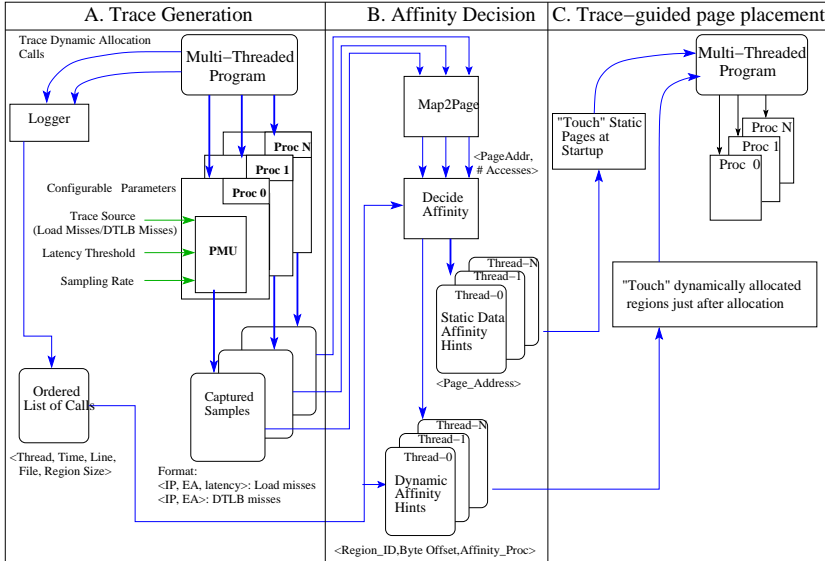 A. Trace Generation
B. Affinity Decision
C. Trace−guided page placement
Trace Dynamic Allocation
Calls
Multi−Threaded
Program
Logger
Proc N
Proc 1
Proc 0
Configurable Parameters
Trace Source
(Load Misses/DTLB Misses)
Latency Threshold
Sampling Rate
PMU
Ordered
List of Calls
<Thread, Time, Line,
File, Region Size>
Captured
Samples
Format:
<IP, EA, latency>: Load misses
<IP, EA>: DTLB misses
Map2Page
<PageAddr,
# Accesses>
Decide
Affinity
Thread−N
Thread−1
Thread−0
Static Data
Affinity
Hints
<Page_Address>
Thread−N
Thread−1
Thread−0
Dynamic
Affinity
Hints
<Region_ID,Byte Offset,Affinity_Proc>
Multi−Threaded
Program
"Touch" Static
Pages at
Startup
Proc N
Proc 1
Proc 0
"Touch" dynamically allocated
regions just after allocation